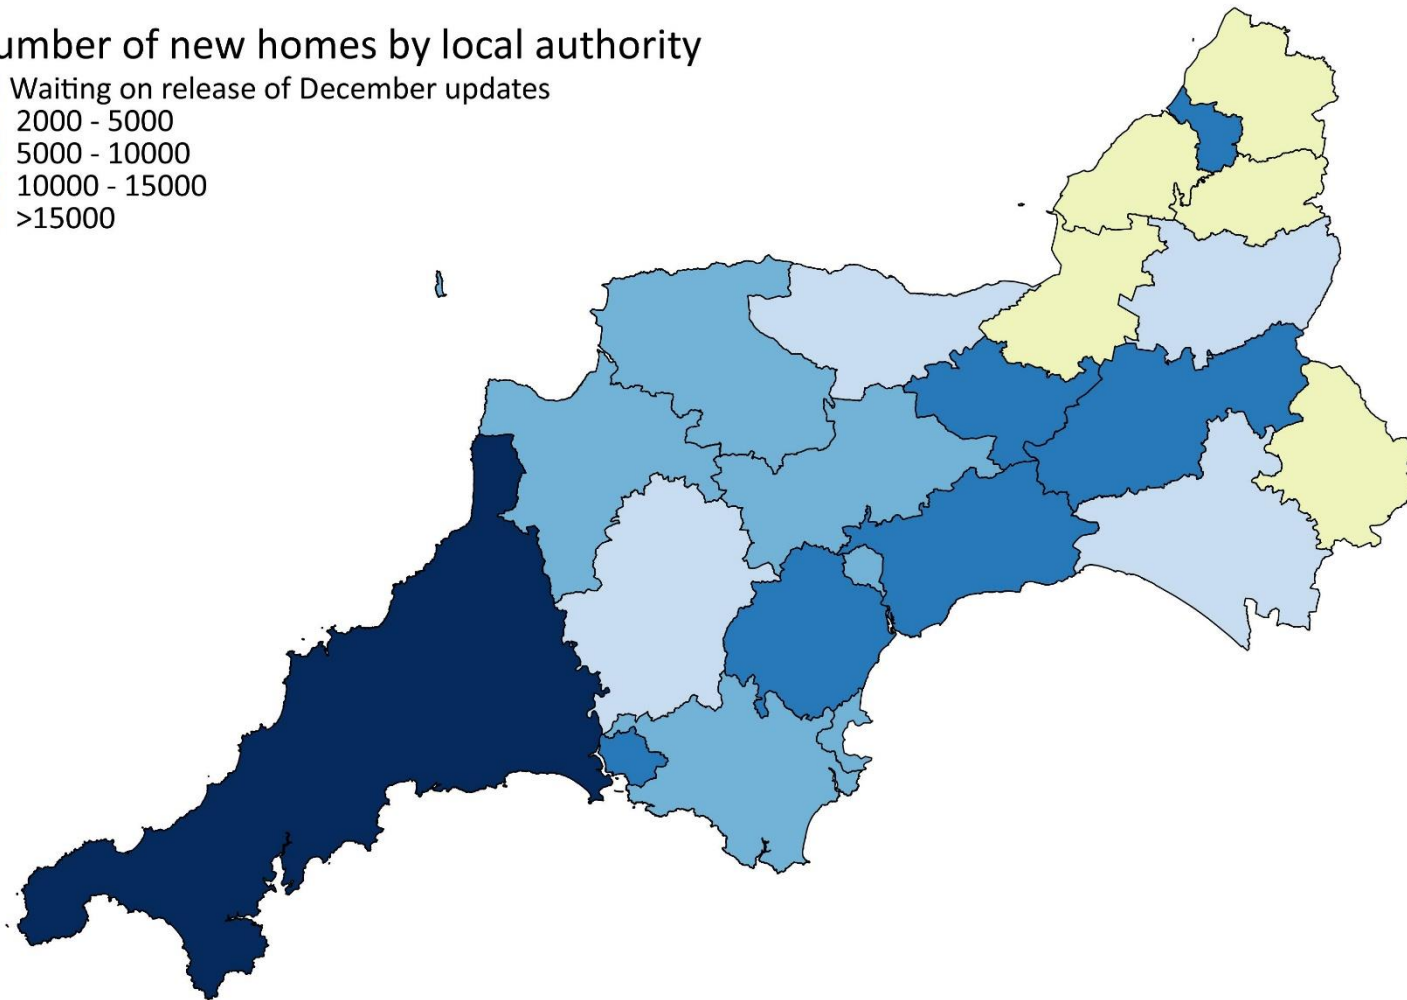 umber of new homes by local authority
Waiting on release of December updates
2000 - 5000
5000 - 10000
10000 - 15000
>15000